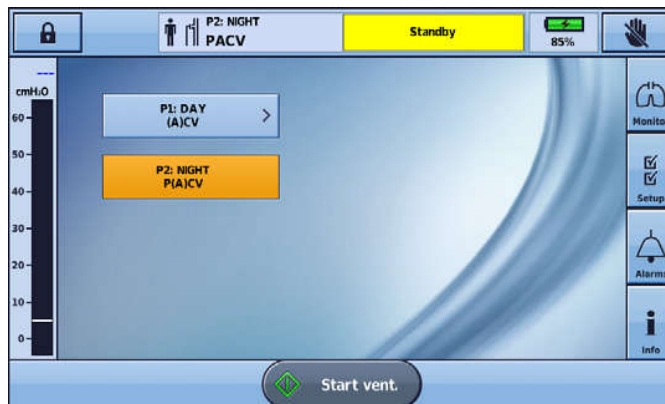 P2: NIGHT
PACV
Standby
85%
---
cmH₂O
60
50
40
30
20
10
0
P1: DAY
(A)CV
>
P2: NIGHT
P(A)CV
Monitor
Setup
Alarms
Info
Start vent.